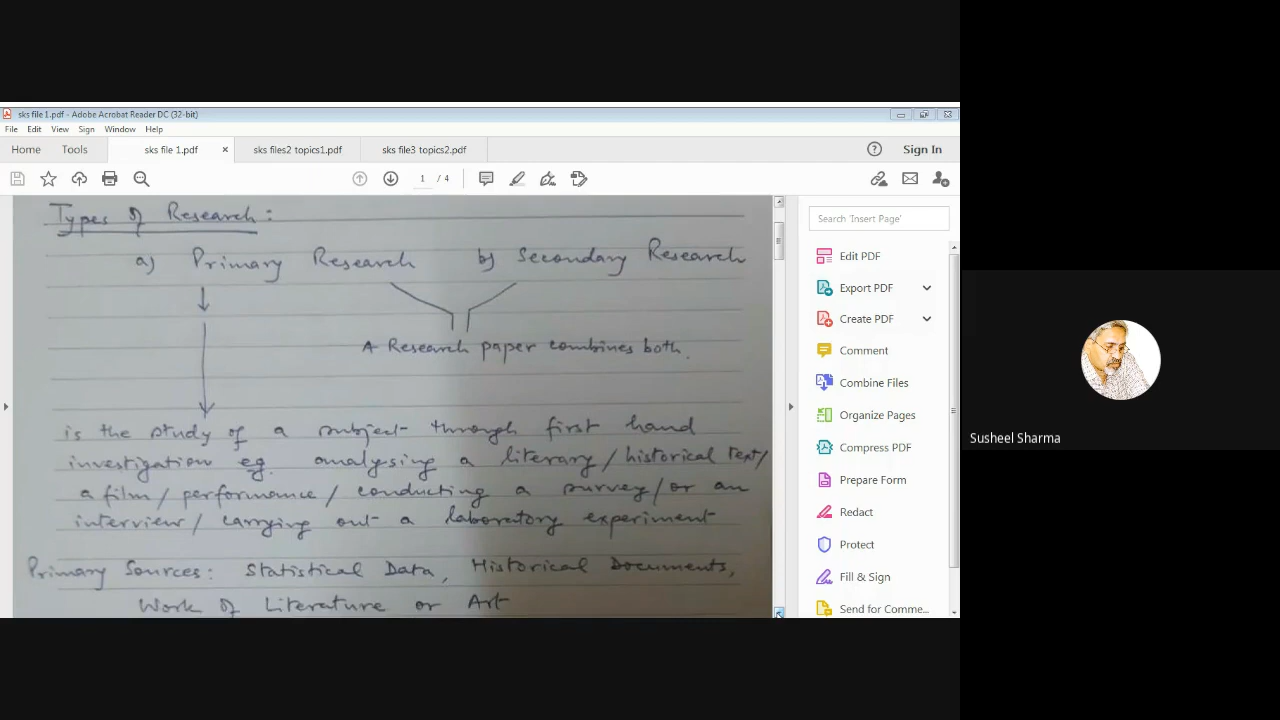 sks file 1.pdf - Adobe Acrobat Reader DC (32-bit)
File Edit View Sign Window Help
Home Tools sks file 1.pdf × sks files2 topics1.pdf sks file3 topics2.pdf ? Sign In
1 / 4
Types of Research:
a) Primary Research b) Secondary Research
A Research paper combines both.
is the study of a subject through first hand
investigation eg. analysing a literary/historical text/
a film/performance/conducting a survey/or an
interview/carrying out a laboratory experiment
Primary Sources: Statistical Data, Historical Documents,
Work of Literature or Art
Search 'Insert Page'
Edit PDF
Export PDF
Create PDF
Comment
Combine Files
Organize Pages
Compress PDF
Prepare Form
Redact
Protect
Fill & Sign
Send for Comme...
Susheel Sharma